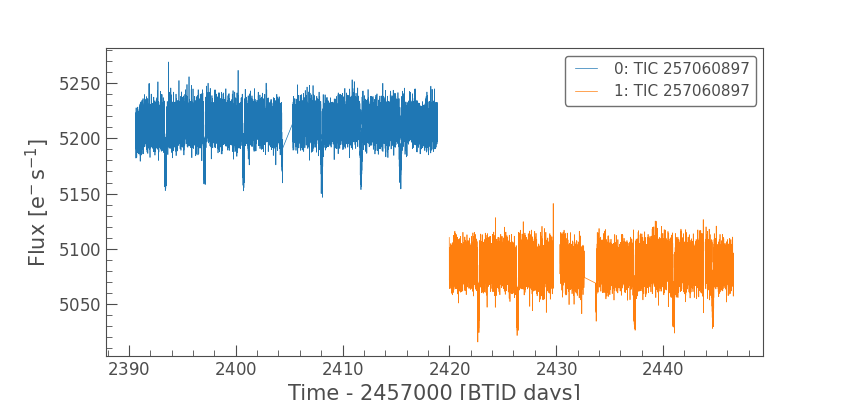 0: TIC 257060897
1: TIC 257060897
5250
5200
5150
5100
5050
Flux [e⁻ s⁻¹]
2390 2400 2410 2420 2430 2440
Time - 2457000 [BTJD days]